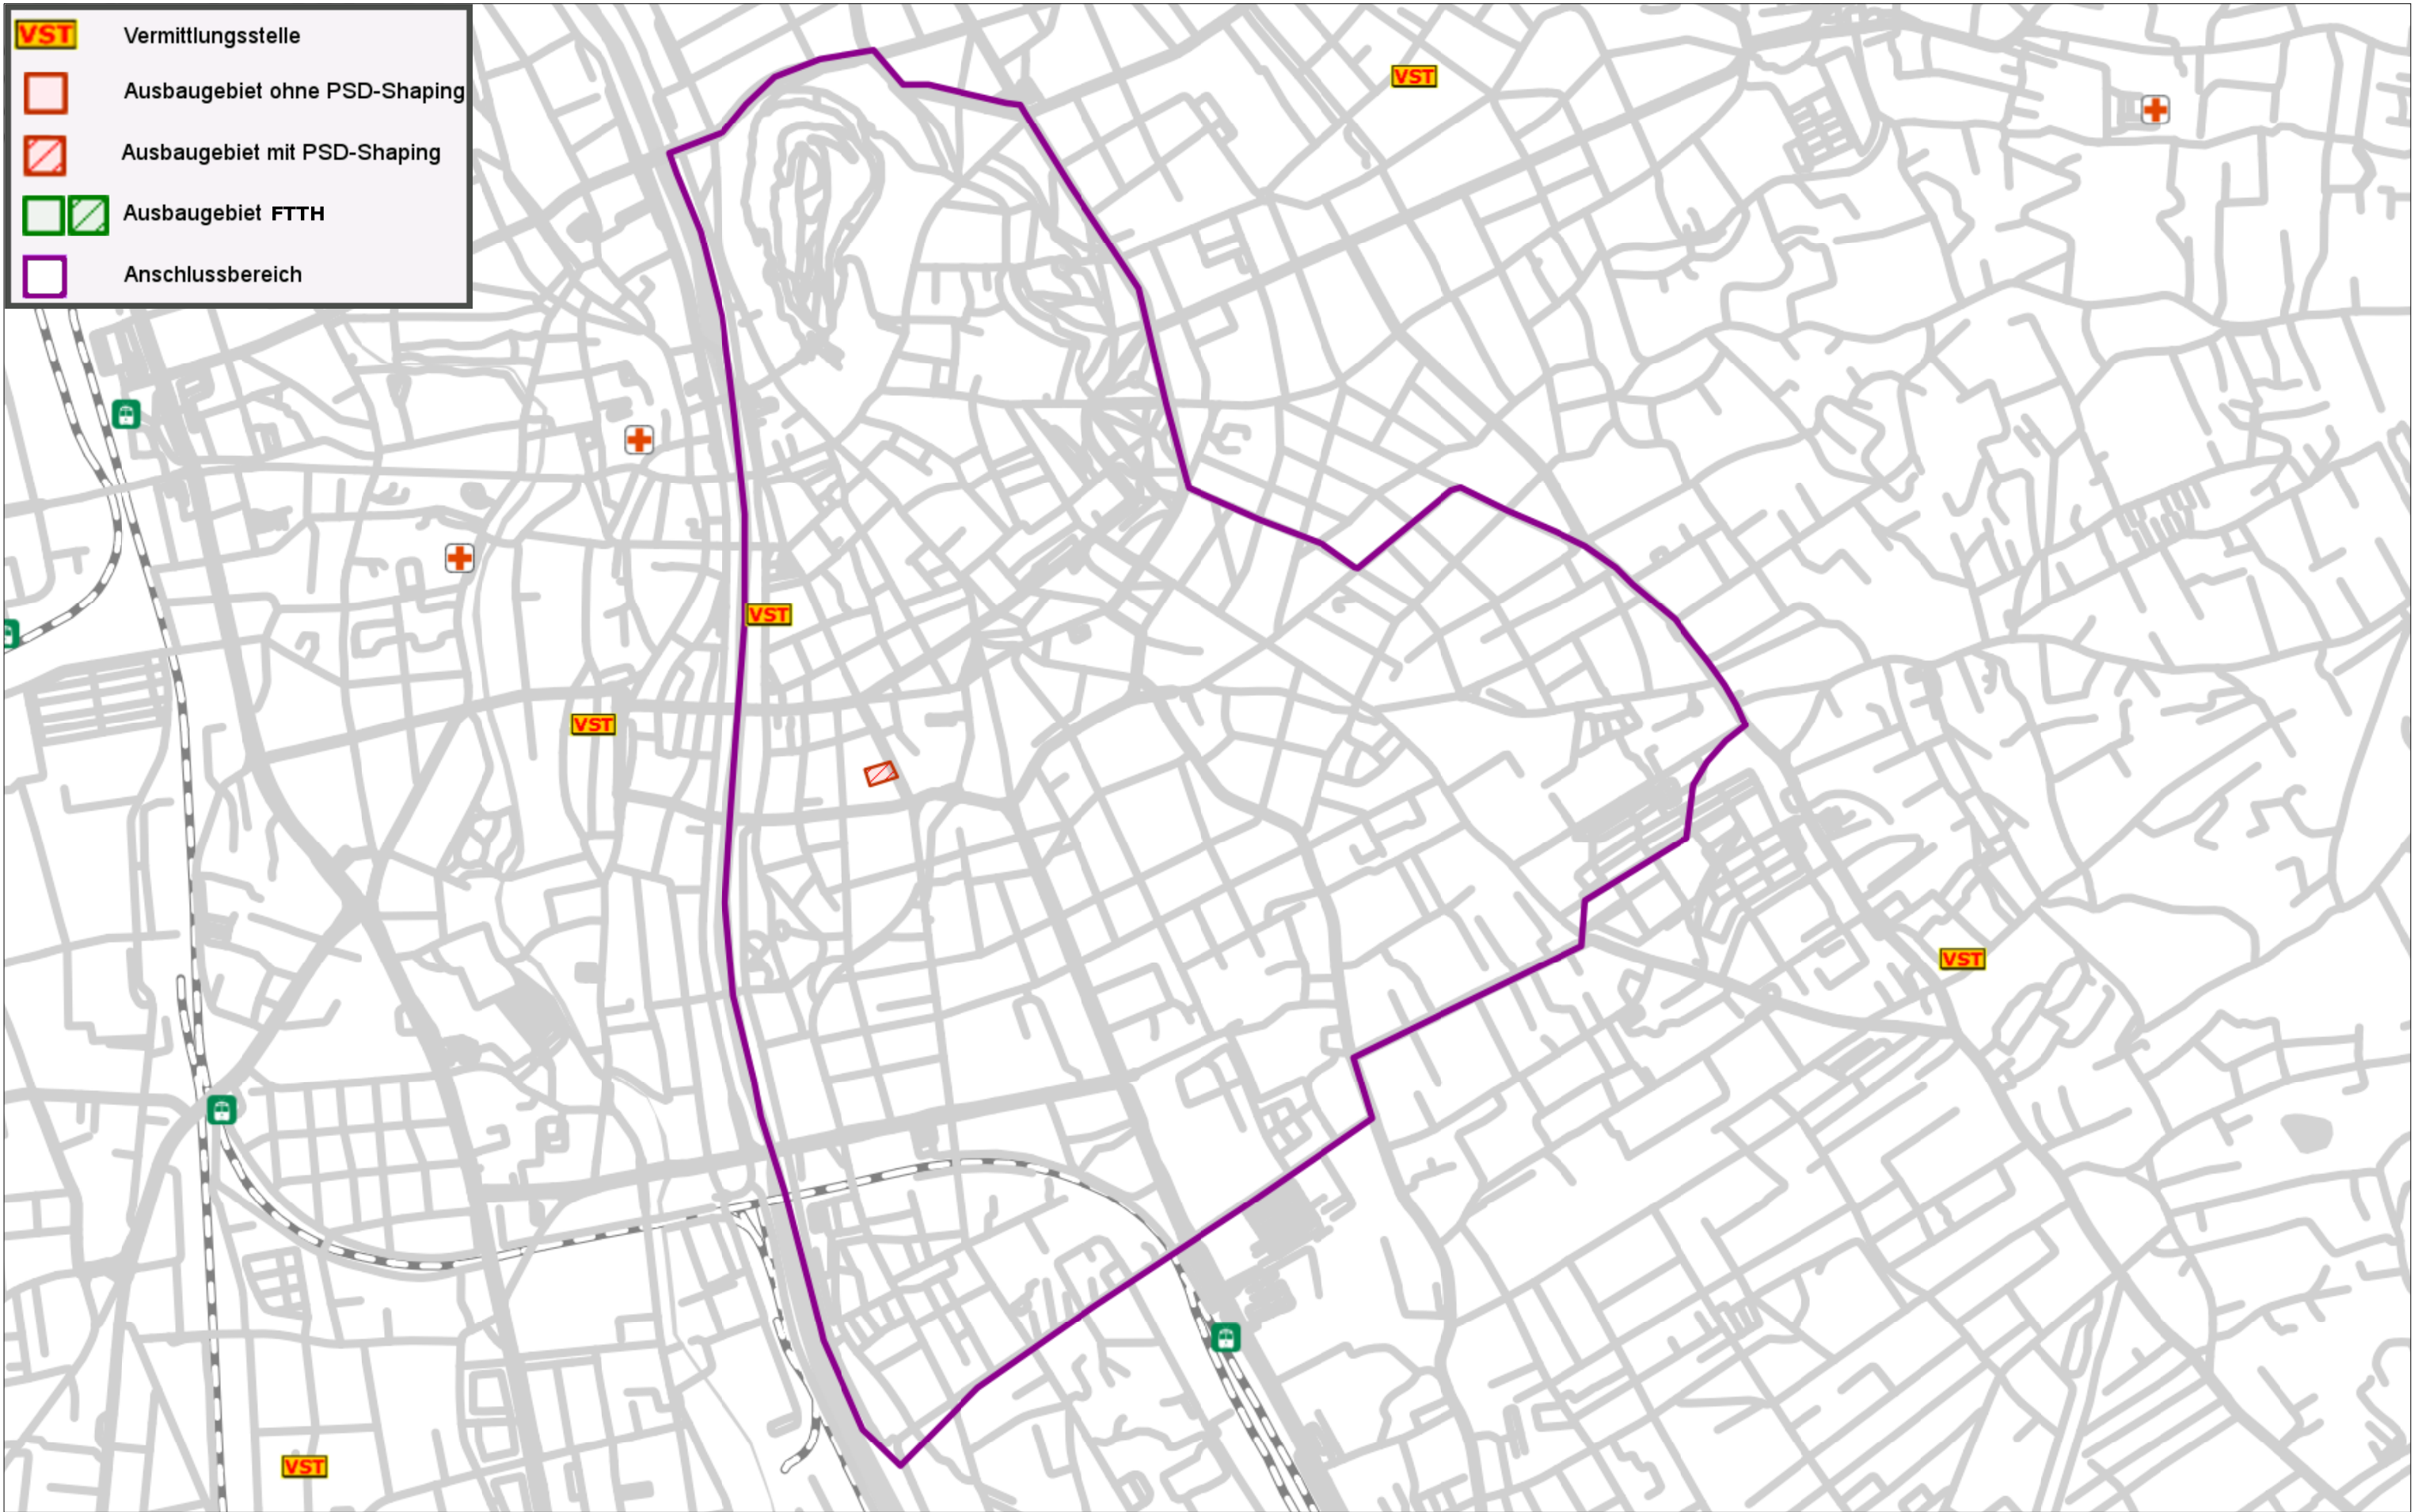 VST Vermittlungsstelle
Ausbaugebiet ohne PSD-Shaping
Ausbaugebiet mit PSD-Shaping
Ausbaugebiet FTTH
Anschlussbereich
VST
VST
VST
VST
VST